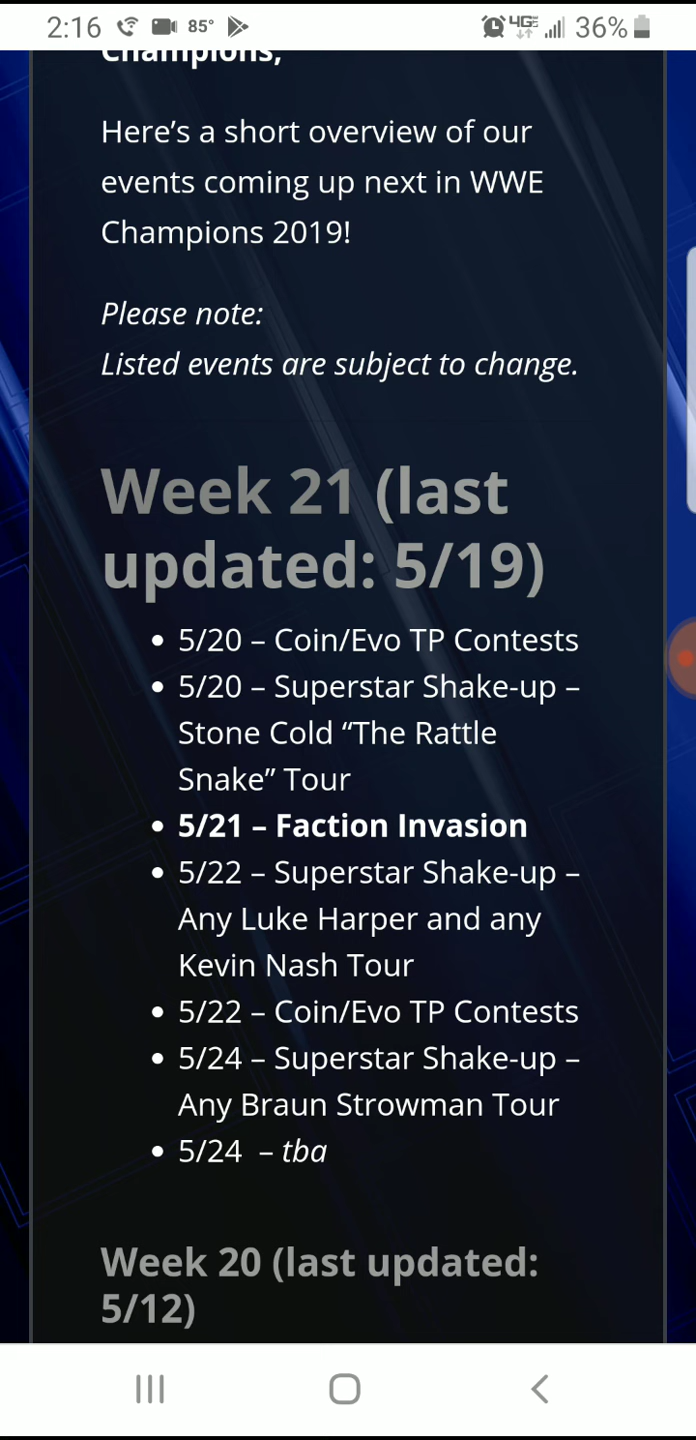 2:16 85° 4GE 36%
Champions,
Here’s a short overview of our
events coming up next in WWE
Champions 2019!
Please note:
Listed events are subject to change.
Week 21 (last
updated: 5/19)
• 5/20 – Coin/Evo TP Contests
• 5/20 – Superstar Shake-up –
Stone Cold “The Rattle
Snake” Tour
• 5/21 – Faction Invasion
• 5/22 – Superstar Shake-up –
Any Luke Harper and any
Kevin Nash Tour
• 5/22 – Coin/Evo TP Contests
• 5/24 – Superstar Shake-up –
Any Braun Strowman Tour
• 5/24 – tba
Week 20 (last updated:
5/12)